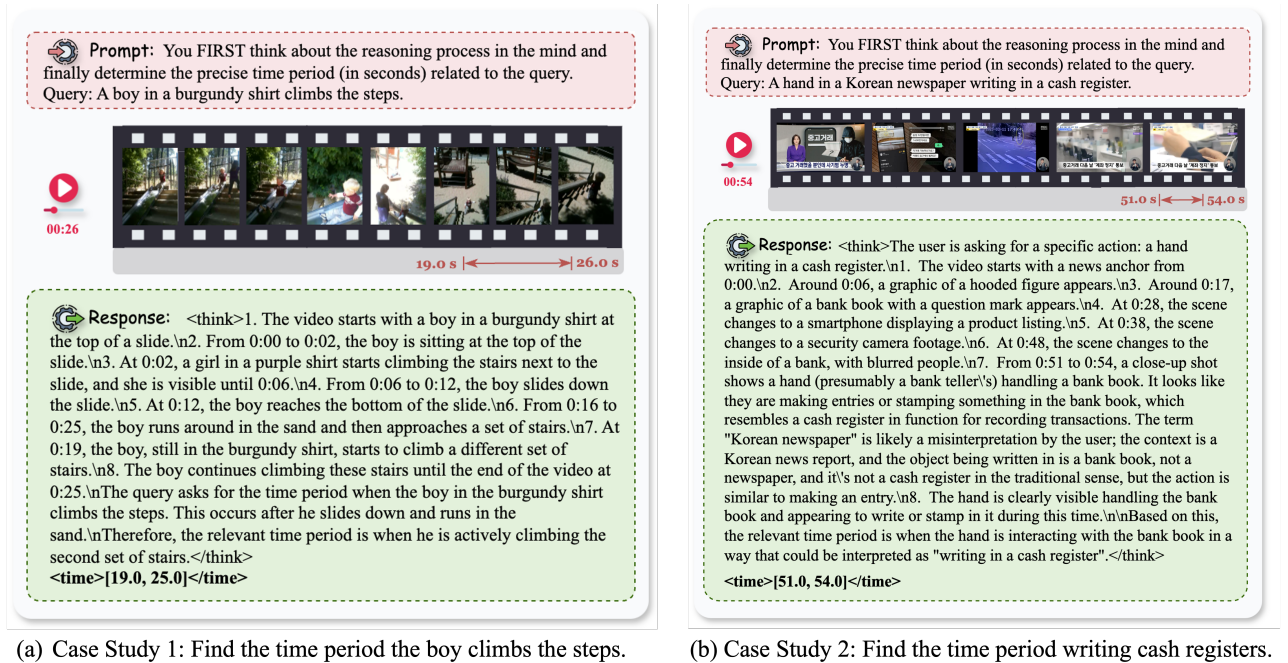 Prompt: You FIRST think about the reasoning process in the mind and
finally determine the precise time period (in seconds) related to the query.
Query: A boy in a burgundy shirt climbs the steps.
00:26
19.0 s
26.0 s
Response: <think>1. The video starts with a boy in a burgundy shirt at
the top of a slide.\n2. From 0:00 to 0:02, the boy is sitting at the top of the
slide.\n3. At 0:02, a girl in a purple shirt starts climbing the stairs next to the
slide, and she is visible until 0:06.\n4. From 0:06 to 0:12, the boy slides down
the slide.\n5. At 0:12, the boy reaches the bottom of the slide.\n6. From 0:16 to
0:25, the boy runs around in the sand and then approaches a set of stairs.\n7. At
0:19, the boy, still in the burgundy shirt, starts to climb a different set of
stairs.\n8. The boy continues climbing these stairs until the end of the video at
0:25.\nThe query asks for the time period when the boy in the burgundy shirt
climbs the steps. This occurs after he slides down and runs in the
sand.\nTherefore, the relevant time period is when he is actively climbing the
second set of stairs.</think>
<time>[19.0, 25.0]</time>
(a) Case Study 1: Find the time period the boy climbs the steps.
Prompt: You FIRST think about the reasoning process in the mind and
finally determine the precise time period (in seconds) related to the query.
Query: A hand in a Korean newspaper writing in a cash register.
중고거래
00:54
51.0 s
54.0 s
Response: <think>The user is asking for a specific action: a hand
writing in a cash register.\n1. The video starts with a news anchor from
0:00.\n2. Around 0:06, a graphic of a hooded figure appears.\n3. Around 0:17,
a graphic of a bank book with a question mark appears.\n4. At 0:28, the scene
changes to a smartphone displaying a product listing.\n5. At 0:38, the scene
changes to a security camera footage.\n6. At 0:48, the scene changes to the
inside of a bank, with blurred people.\n7. From 0:51 to 0:54, a close-up shot
shows a hand (presumably a bank teller\'s) handling a bank book. It looks like
they are making entries or stamping something in the bank book, which
resembles a cash register in function for recording transactions. The term
"Korean newspaper" is likely a misinterpretation by the user; the context is a
Korean news report, and the object being written in is a bank book, not a
newspaper, and it\'s not a cash register in the traditional sense, but the action is
similar to making an entry.\n8. The hand is clearly visible handling the bank
book and appearing to write or stamp in it during this time.\n\nBased on this,
the relevant time period is when the hand is interacting with the bank book in a
way that could be interpreted as "writing in a cash register".</think>
<time>[51.0, 54.0]</time>
(b) Case Study 2: Find the time period writing cash registers.